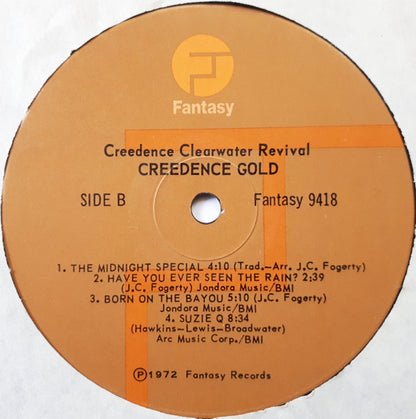 Fantasy
Creedence Clearwater Revival
CREEDENCE GOLD
SIDE B Fantasy 9418
1. THE MIDNIGHT SPECIAL 4:10 (Trad.-Arr. J.C. Fogerty)
2. HAVE YOU EVER SEEN THE RAIN? 2;39
(J.C. Fogerty) Jondora Music/BMI
3. BORN ON THE BAYOU 5:10 (J.C. Fogerty)
Jondora Music/BMI
4. SUZIE Q 8:34
(Hawkins-Lewis-Broadwater)
Arc Music Corp./BMI
℗1972 Fantasy Records